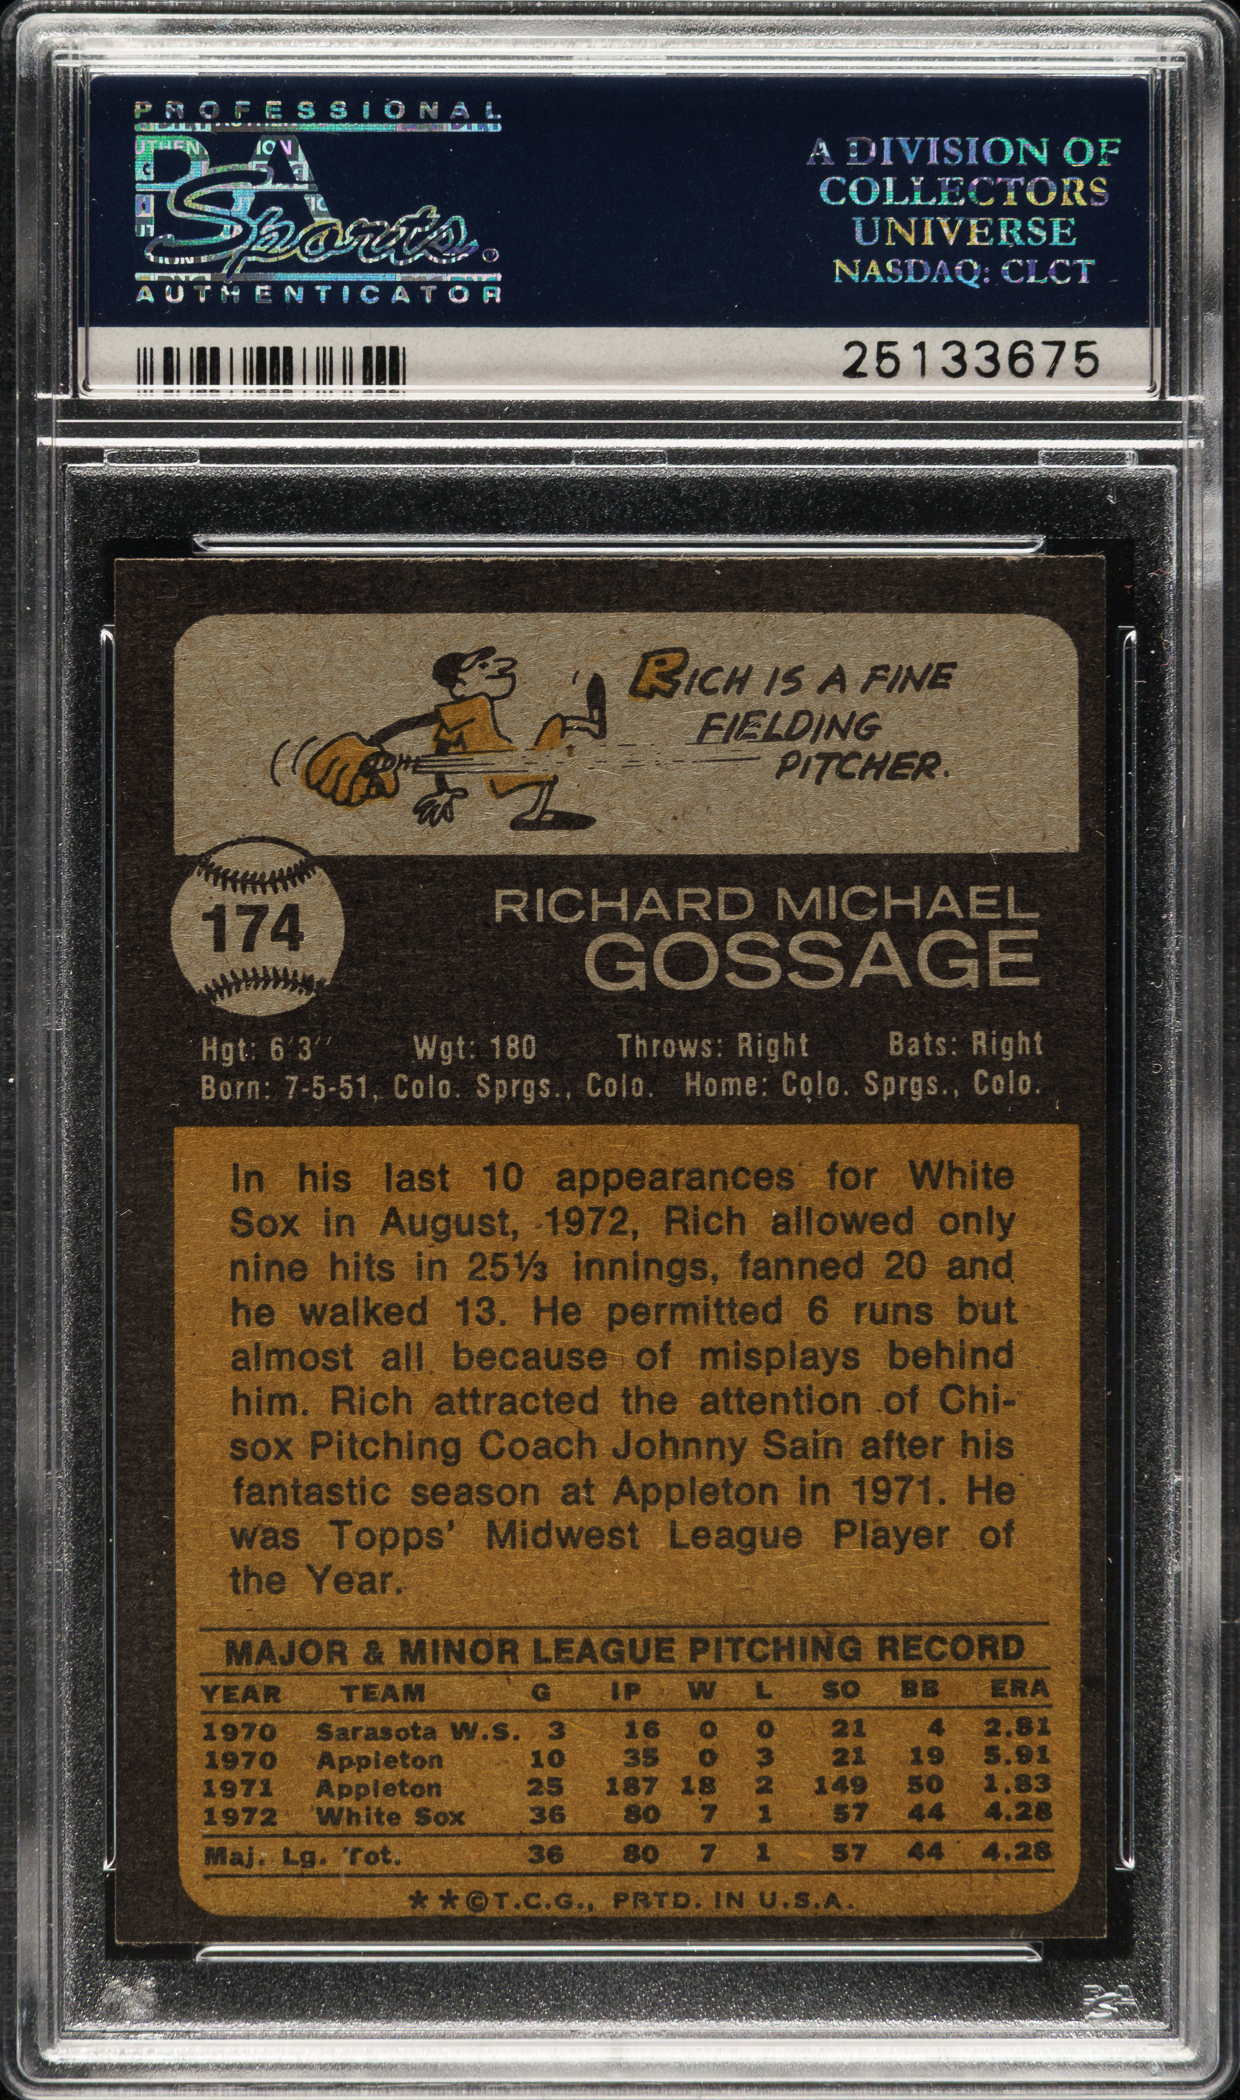 PROFESSIONAL
PSA
Sports.
AUTHENTICATOR
A DIVISION OF
COLLECTORS
UNIVERSE
NASDAQ: CLCT
25133675
RICH IS A FINE
FIELDING
PITCHER.
174
RICHARD MICHAEL
GOSSAGE
Hgt: 6'3" Wgt: 180 Throws: Right Bats: Right
Born: 7-5-51, Colo. Sprgs., Colo. Home: Colo. Sprgs., Colo.
In his last 10 appearances for White
Sox in August, 1972, Rich allowed only
nine hits in 25⅓ innings, fanned 20 and
he walked 13. He permitted 6 runs but
almost all because of misplays behind
him. Rich attracted the attention of Chi-
sox Pitching Coach Johnny Sain after his
fantastic season at Appleton in 1971. He
was Topps' Midwest League Player of
the Year.
MAJOR & MINOR LEAGUE PITCHING RECORD
YEAR TEAM G IP W L SO BB ERA
1970 Sarasota W.S. 3 16 0 0 21 4 2.81
1970 Appleton 10 35 0 3 21 19 5.91
1971 Appleton 25 187 18 2 149 50 1.83
1972 White Sox 36 80 7 1 57 44 4.28
Maj. Lg. Tot. 36 80 7 1 57 44 4.28
**©T.C.G., PRTD. IN U.S.A.
PSA